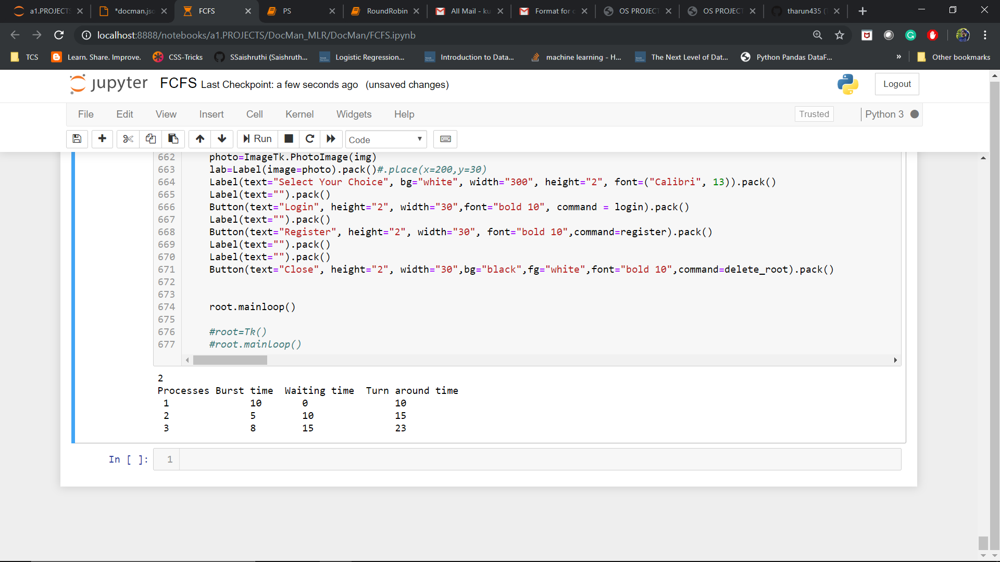 a1.PROJECTS
*docman.jso
FCFS
PS
RoundRobin
All Mail - ku
Format for c
OS PROJECT
OS PROJECT
tharun435 (T
localhost:8888/notebooks/a1.PROJECTS/DocMan_MLR/DocMan/FCFS.ipynb
TCS
Learn. Share. Improve.
CSS-Tricks
SSaishruthi (Saishruth...
Logistic Regression...
Introduction to Data...
machine learning - H...
The Next Level of Dat...
Python Pandas DataF...
»
Other bookmarks
jupyter FCFS Last Checkpoint: a few seconds ago (unsaved changes)
Logout
File Edit View Insert Cell Kernel Widgets Help
Trusted
Python 3
Run
Code
662 photo=ImageTk.PhotoImage(img)
663 lab=Label(image=photo).pack()#.place(x=200,y=30)
664 Label(text="Select Your Choice", bg="white", width="300", height="2", font=("Calibri", 13)).pack()
665 Label(text="").pack()
666 Button(text="Login", height="2", width="30",font="bold 10", command = login).pack()
667 Label(text="").pack()
668 Button(text="Register", height="2", width="30", font="bold 10",command=register).pack()
669 Label(text="").pack()
670 Label(text="").pack()
671 Button(text="Close", height="2", width="30",bg="black",fg="white",font="bold 10",command=delete_root).pack()
672
673
674 root.mainloop()
675
676 #root=Tk()
677 #root.mainloop()
2
Processes Burst time Waiting time Turn around time
1 10 0 10
2 5 10 15
3 8 15 23
In [ ]: 1